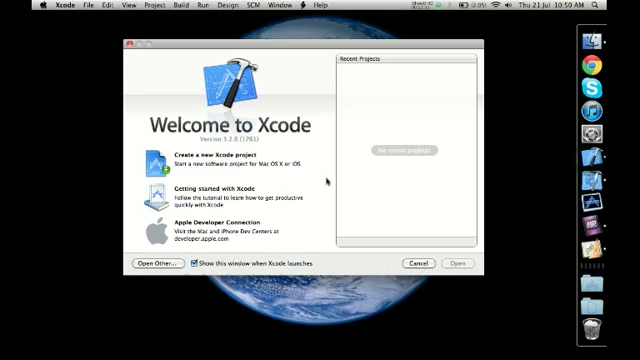 Xcode File Edit View Project Build Run Design SCM Window Help (2:05) Thu 21 Jul 10:50 AM
Recent Projects
No recent projects
Welcome to Xcode
Create a new Xcode project
Start a new software project for Mac OS X or iOS
Getting started with Xcode
Follow the tutorial to learn how to get productive
quickly with Xcode
Apple Developer Connection
Visit the Mac and iPhone Dev Centers at
developer.apple.com
Open Other... Show this window when Xcode launches Cancel Open